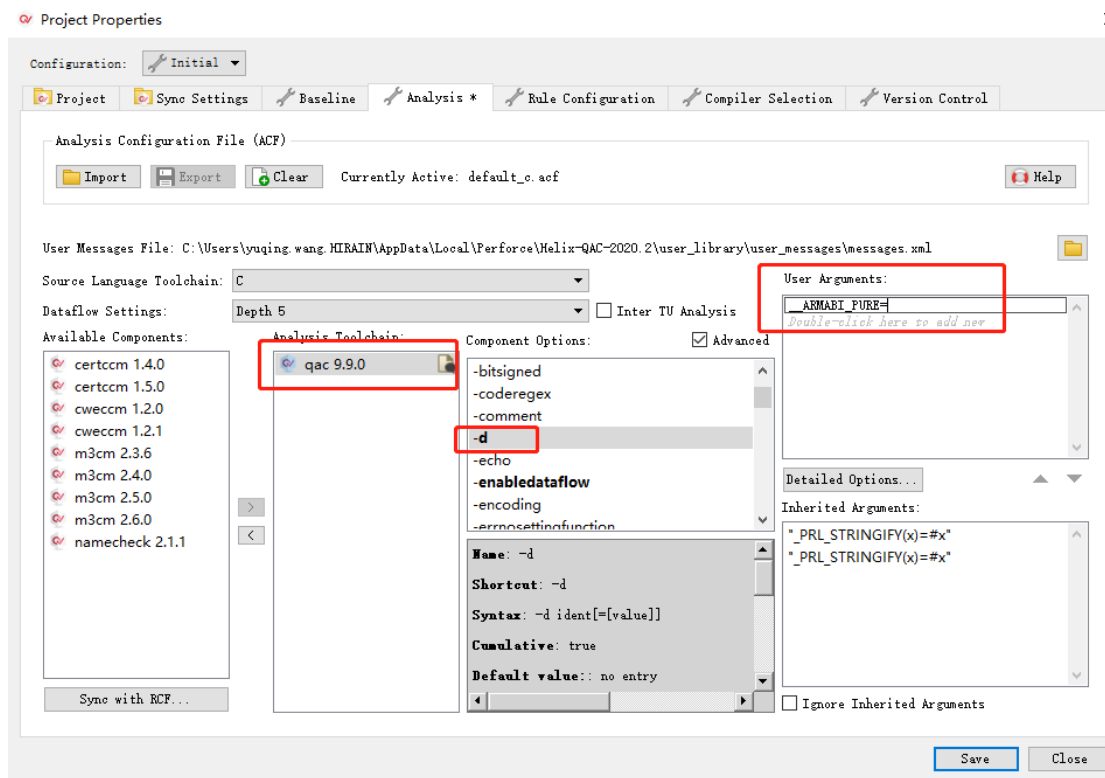 Project Properties
Configuration: Initial
Project Sync Settings Baseline Analysis * Rule Configuration Compiler Selection Version Control
Analysis Configuration File (ACF)
Import Export Clear Currently Active: default_c.acf Help
User Messages File: C:\Users\yuqing.wang.HIRAIN\AppData\Local\Perforce\Helix-QAC-2020.2\user_library\user_messages\messages.xml
Source Language Toolchain: C User Arguments:
Dataflow Settings: Depth 5 Inter TU Analysis __ARMABI_PURE=
Double-click here to add new
Available Components: Analysis Toolchain: Component Options: Advanced
certccm 1.4.0 qac 9.9.0 -bitsigned
certccm 1.5.0 -coderegex
cweccm 1.2.0 -comment
cweccm 1.2.1 -d
m3cm 2.3.6 -echo
m3cm 2.4.0 -enabledataflow Detailed Options...
m3cm 2.5.0 -encoding Inherited Arguments:
m3cm 2.6.0 -errnosettingfunction
namecheck 2.1.1 "_PRL_STRINGIFY(x)=#x"
Name: -d "_PRL_STRINGIFY(x)=#x"
Shortcut: -d
Syntax: -d ident[=[value]]
Cumulative: true
Default value:: no entry
Sync with RCF... Ignore Inherited Arguments
> 
<
Save Close